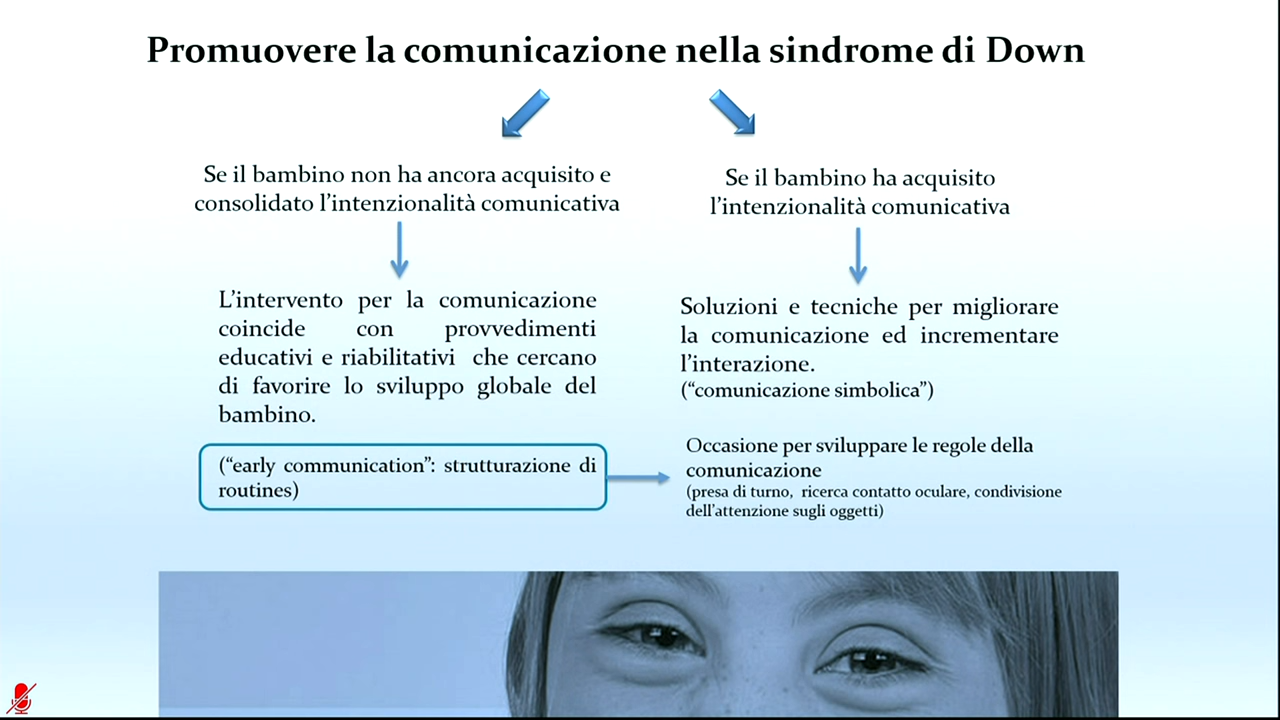 Promuovere la comunicazione nella sindrome di Down
Se il bambino non ha ancora acquisito e
consolidato l’intenzionalità comunicativa
L’intervento per la comunicazione
coincide con provvedimenti
educativi e riabilitativi che cercano
di favorire lo sviluppo globale del
bambino.
(“early communication”: strutturazione di
routines)
Se il bambino ha acquisito
l’intenzionalità comunicativa
Soluzioni e tecniche per migliorare
la comunicazione ed incrementare
l’interazione.
(“comunicazione simbolica”)
Occasione per sviluppare le regole della
comunicazione
(presa di turno, ricerca contatto oculare, condivisione
dell’attenzione sugli oggetti)